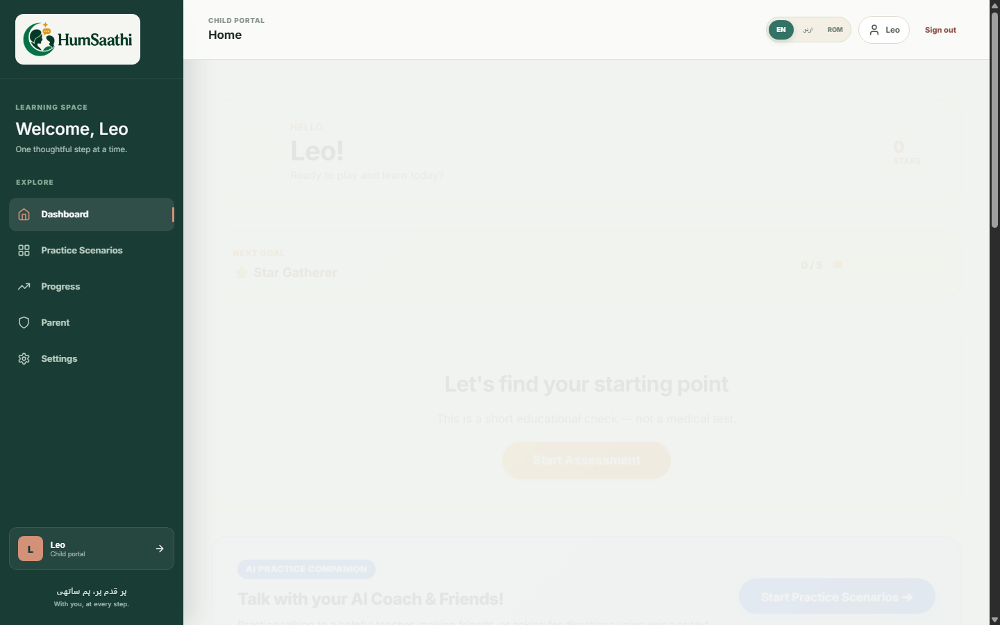 HumSaathi
LEARNING SPACE
Welcome, Leo
One thoughtful step at a time.
EXPLORE
Dashboard
Practice Scenarios
Progress
Parent
Settings
L
Leo
Child portal
ہر قدم پر، ہم ساتھی
With you, at every step.
CHILD PORTAL
Home
EN
اردو
ROM
Leo
Sign out
HELLO,
Leo!
Ready to play and learn today?
0
STARS
NEXT GOAL
Star Gatherer
0 / 5
Let's find your starting point
This is a short educational check — not a medical test.
Start Assessment
AI PRACTICE COMPANION
Talk with your AI Coach & Friends!
Start Practice Scenarios ➔
Practice talking to a helpful teacher, making friends, or asking for directions using voice or text.